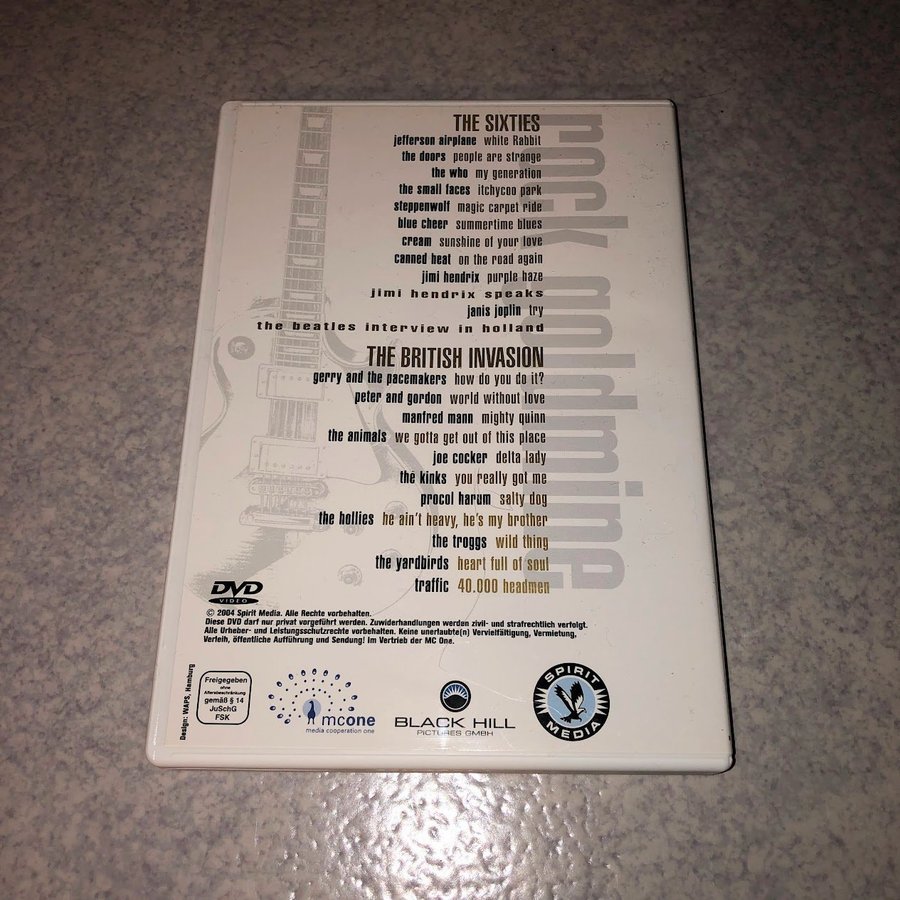 rock goldmine
THE SIXTIES
jefferson airplane white Rabbit
the doors people are strange
the who my generation
the small faces itchycoo park
steppenwolf magic carpet ride
blue cheer summertime blues
cream sunshine of your love
canned heat on the road again
jimi hendrix purple haze
jimi hendrix speaks
janis joplin try
the beatles interview in holland
THE BRITISH INVASION
gerry and the pacemakers how do you do it?
peter and gordon world without love
manfred mann mighty quinn
the animals we gotta get out of this place
joe cocker delta lady
the kinks you really got me
procol harum salty dog
the hollies he ain't heavy, he's my brother
the troggs wild thing
the yardbirds heart full of soul
traffic 40.000 headmen
DVD
VIDEO
© 2004 Spirit Media. Alle Rechte vorbehalten.
Diese DVD darf nur privat vorgeführt werden. Zuwiderhandlungen werden zivil- und strafrechtlich verfolgt.
Alle Urheber- und Leistungsschutzrechte vorbehalten. Keine unerlaubte(n) Vervielfältigung, Vermietung,
Verleih, öffentliche Aufführung und Sendung! Im Vertrieb der MC One.
Design: WAPS, Hamburg
Freigegeben
ohne
Altersbeschränkung
gemäß § 14
JuSchG
FSK
mcone
media cooperation one
BLACK HILL
PICTURES GMBH
SPIRIT
MEDIA